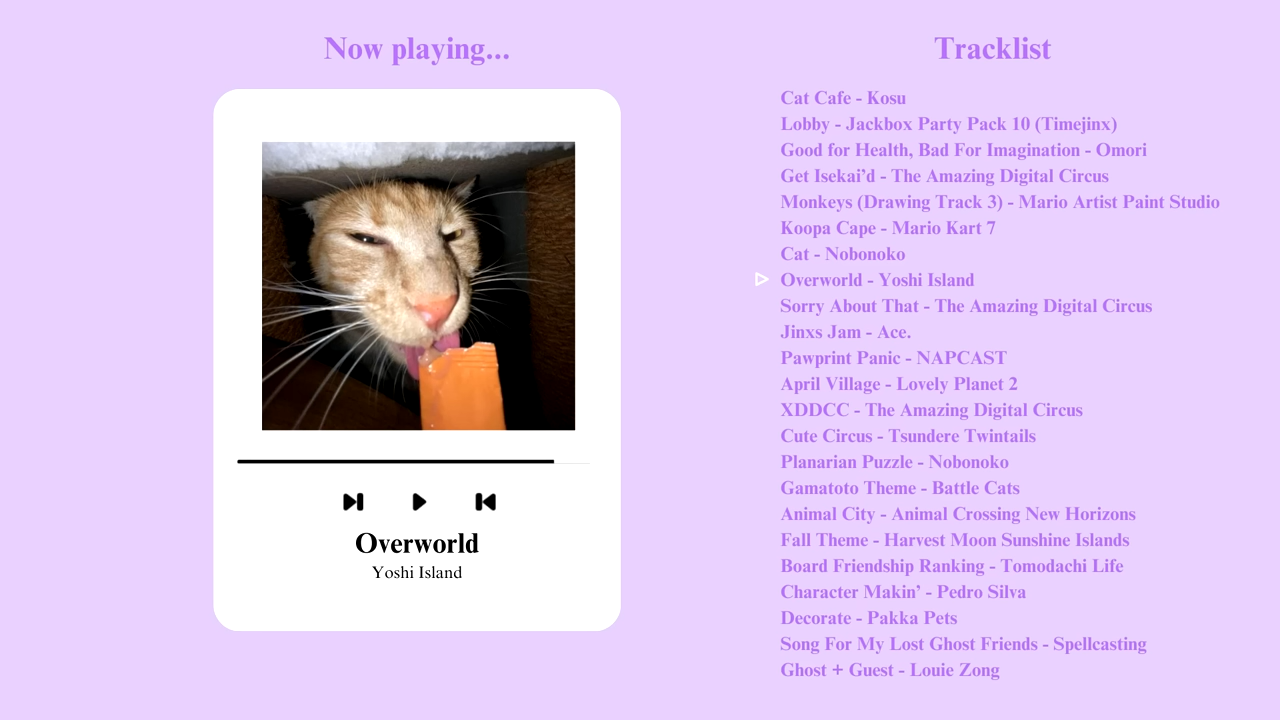 Now playing...
Overworld
Yoshi Island
Tracklist
Cat Cafe - Kosu
Lobby - Jackbox Party Pack 10 (Timejinx)
Good for Health, Bad For Imagination - Omori
Get Isekai’d - The Amazing Digital Circus
Monkeys (Drawing Track 3) - Mario Artist Paint Studio
Koopa Cape - Mario Kart 7
Cat - Nobonoko
Overworld - Yoshi Island
Sorry About That - The Amazing Digital Circus
Jinxs Jam - Ace.
Pawprint Panic - NAPCAST
April Village - Lovely Planet 2
XDDCC - The Amazing Digital Circus
Cute Circus - Tsundere Twintails
Planarian Puzzle - Nobonoko
Gamatoto Theme - Battle Cats
Animal City - Animal Crossing New Horizons
Fall Theme - Harvest Moon Sunshine Islands
Board Friendship Ranking - Tomodachi Life
Character Makin’ - Pedro Silva
Decorate - Pakka Pets
Song For My Lost Ghost Friends - Spellcasting
Ghost + Guest - Louie Zong